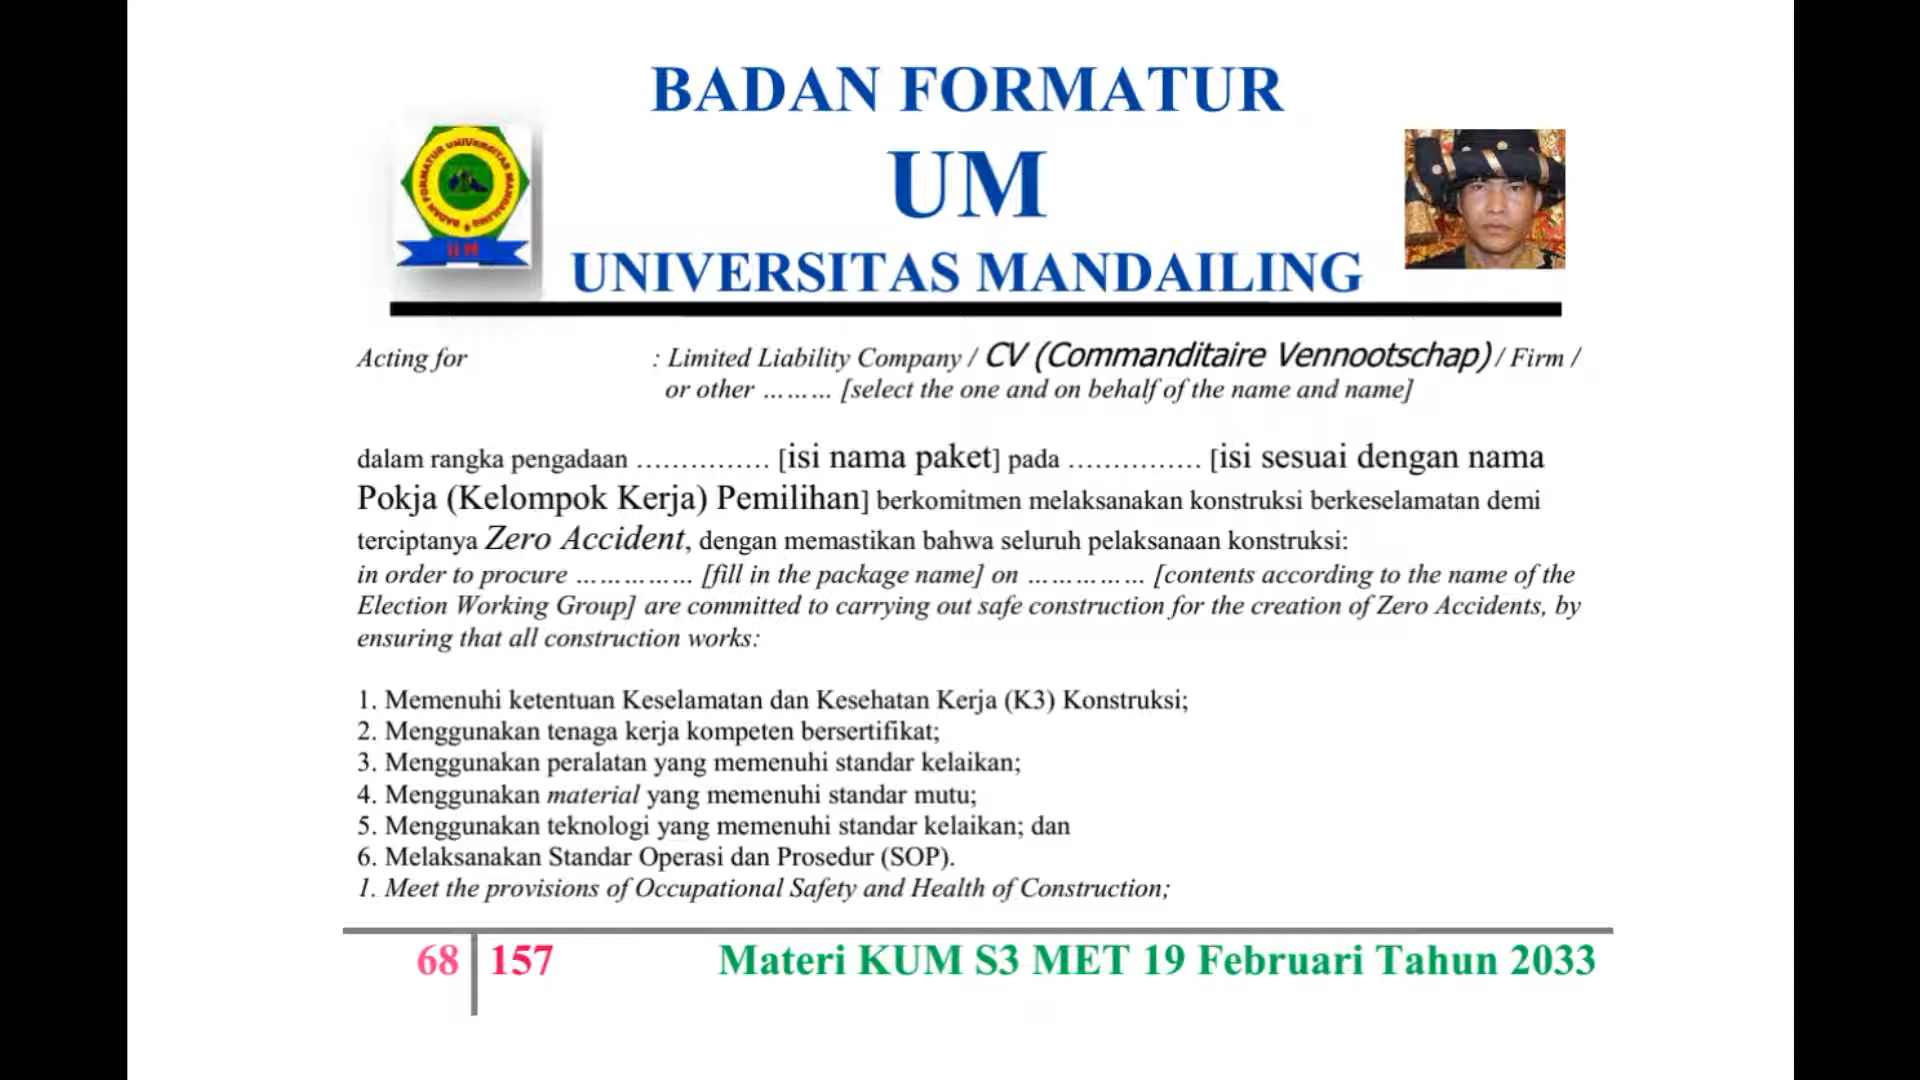 BADAN FORMATUR
UM
UNIVERSITAS MANDAILING
BADAN FORMATUR UNIVERSITAS MANDAILING
UM
Acting for : Limited Liability Company / CV (Commanditaire Vennootschap) / Firm /
or other ……… [select the one and on behalf of the name and name]
dalam rangka pengadaan …………… [isi nama paket] pada …………… [isi sesuai dengan nama
Pokja (Kelompok Kerja) Pemilihan] berkomitmen melaksanakan konstruksi berkeselamatan demi
terciptanya Zero Accident, dengan memastikan bahwa seluruh pelaksanaan konstruksi:
in order to procure …………… [fill in the package name] on …………… [contents according to the name of the
Election Working Group] are committed to carrying out safe construction for the creation of Zero Accidents, by
ensuring that all construction works:
1. Memenuhi ketentuan Keselamatan dan Kesehatan Kerja (K3) Konstruksi;
2. Menggunakan tenaga kerja kompeten bersertifikat;
3. Menggunakan peralatan yang memenuhi standar kelaikan;
4. Menggunakan material yang memenuhi standar mutu;
5. Menggunakan teknologi yang memenuhi standar kelaikan; dan
6. Melaksanakan Standar Operasi dan Prosedur (SOP).
1. Meet the provisions of Occupational Safety and Health of Construction;
68 157 Materi KUM S3 MET 19 Februari Tahun 2033